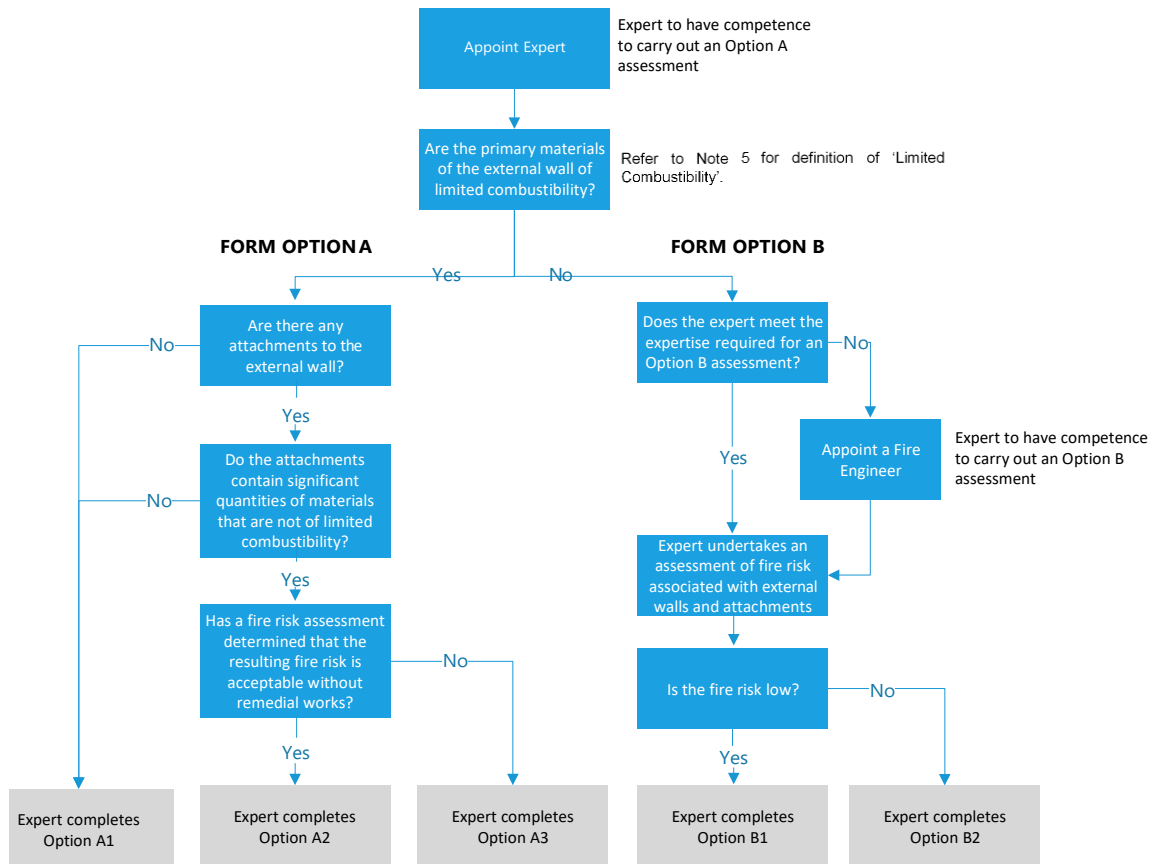 Appoint Expert
Expert to have competence
to carry out an Option A
assessment
Are the primary materials
of the external wall of
limited combustibility?
Refer to Note 5 for definition of ‘Limited
Combustibility’.
FORM OPTION A
FORM OPTION B
Yes
No
Are there any
attachments to the
external wall?
No
Does the expert meet the
expertise required for an
Option B assessment?
No
Yes
Do the attachments
contain significant
quantities of materials
that are not of limited
combustibility?
No
Yes
Appoint a Fire
Engineer
Expert to have competence
to carry out an Option B
assessment
Expert undertakes an
assessment of fire risk
associated with external
walls and attachments
Yes
Has a fire risk assessment
determined that the
resulting fire risk is
acceptable without
remedial works?
No
Is the fire risk low?
No
Yes
Yes
Expert completes
Option A1
Expert completes
Option A2
Expert completes
Option A3
Expert completes
Option B1
Expert completes
Option B2